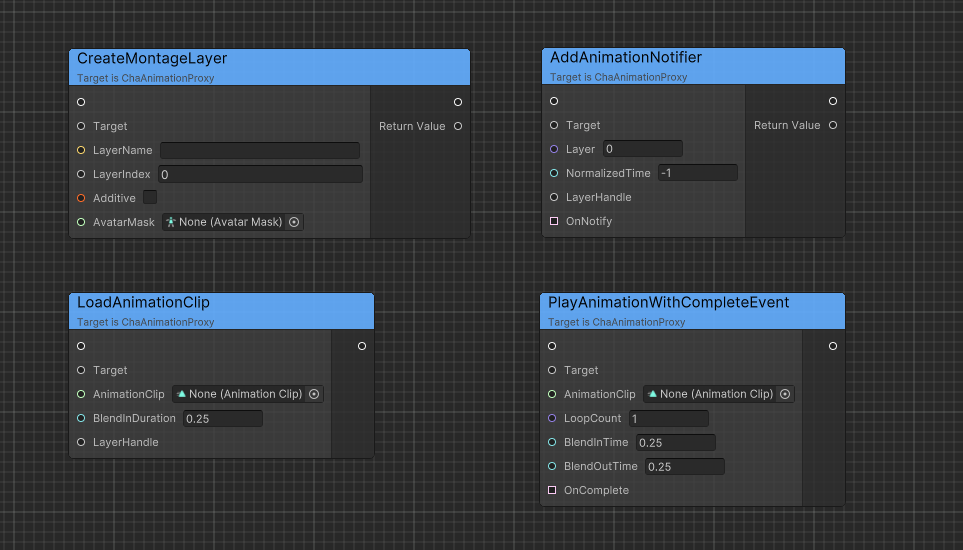 CreateMontageLayer
Target is ChaAnimationProxy
Target
Return Value
LayerName
LayerIndex 0
Additive
AvatarMask None (Avatar Mask)
AddAnimationNotifier
Target is ChaAnimationProxy
Target
Return Value
Layer 0
NormalizedTime -1
LayerHandle
OnNotify
LoadAnimationClip
Target is ChaAnimationProxy
Target
AnimationClip None (Animation Clip)
BlendInDuration 0.25
LayerHandle
PlayAnimationWithCompleteEvent
Target is ChaAnimationProxy
Target
AnimationClip None (Animation Clip)
LoopCount 1
BlendInTime 0.25
BlendOutTime 0.25
OnComplete